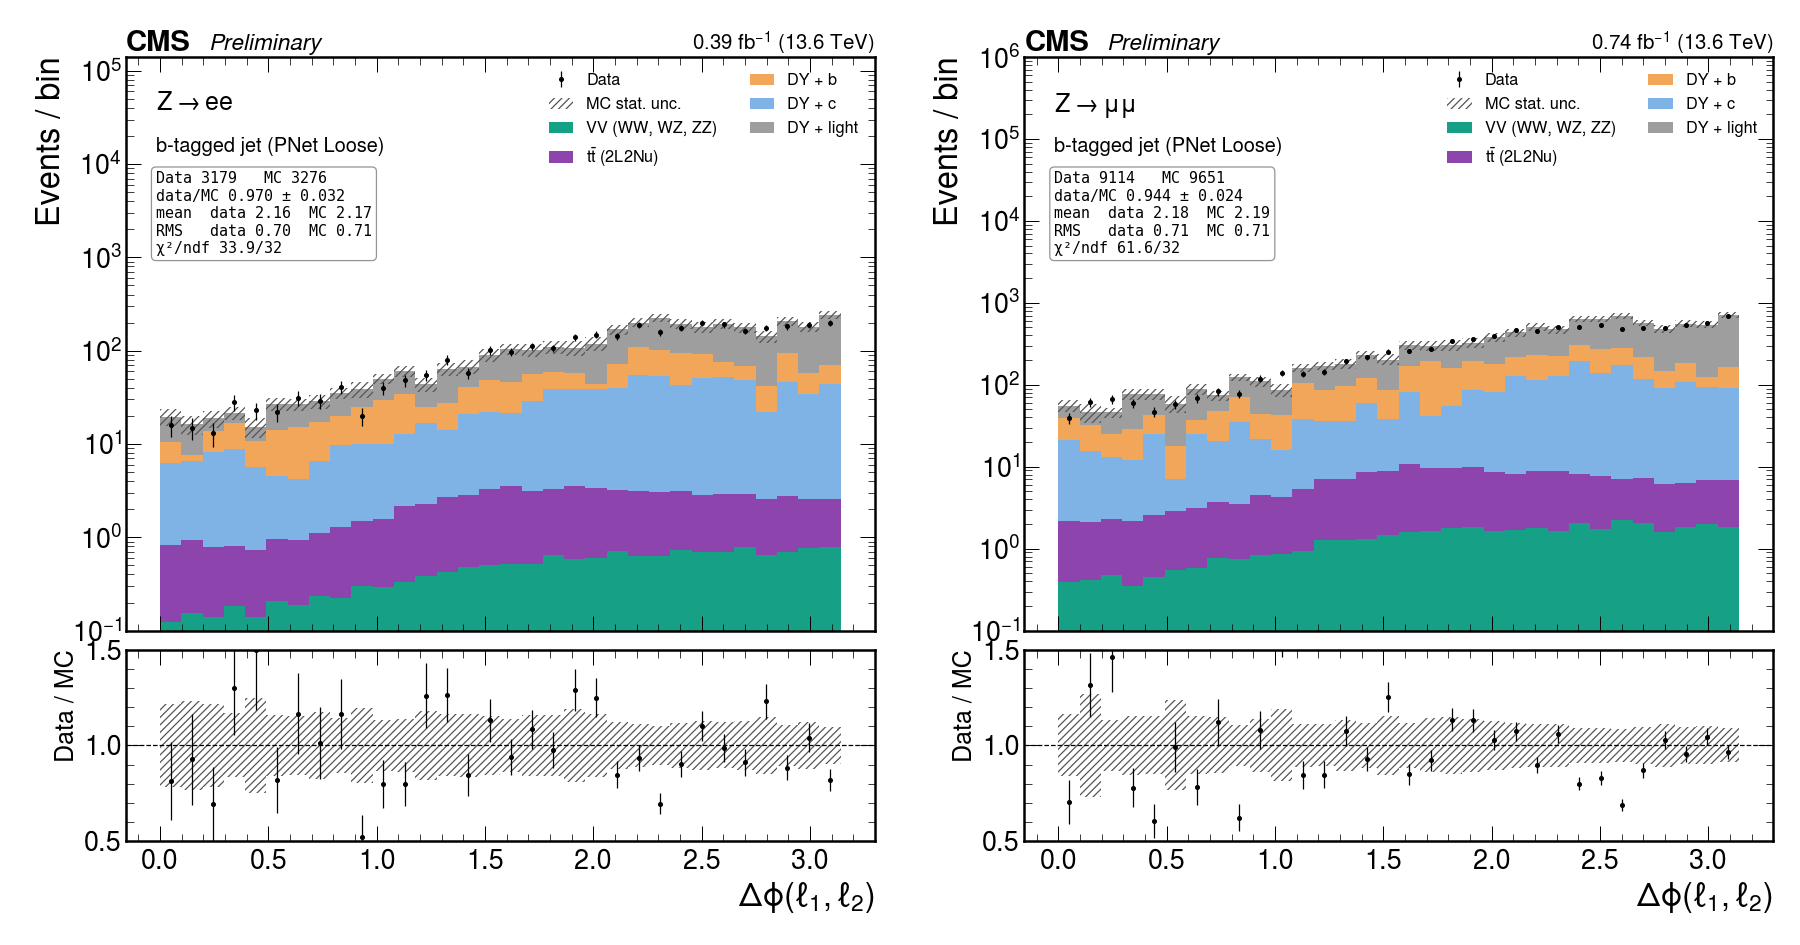 CMS Preliminary 0.39 fb⁻¹ (13.6 TeV)
Events / bin
10⁵
10⁴
10³
10²
10¹
10⁰
10⁻¹
Z → ee
b-tagged jet (PNet Loose)
Data 3179 MC 3276
data/MC 0.970 ± 0.032
mean data 2.16 MC 2.17
RMS data 0.70 MC 0.71
χ²/ndf 33.9/32
Data
MC stat. unc.
VV (WW, WZ, ZZ)
tt̄ (2L2Nu)
DY + b
DY + c
DY + light
Data / MC
1.5
1.0
0.5
0.0 0.5 1.0 1.5 2.0 2.5 3.0
Δϕ(ℓ₁, ℓ₂)
CMS Preliminary 0.74 fb⁻¹ (13.6 TeV)
Events / bin
10⁶
10⁵
10⁴
10³
10²
10¹
10⁰
10⁻¹
Z → μμ
b-tagged jet (PNet Loose)
Data 9114 MC 9651
data/MC 0.944 ± 0.024
mean data 2.18 MC 2.19
RMS data 0.71 MC 0.71
χ²/ndf 61.6/32
Data
MC stat. unc.
VV (WW, WZ, ZZ)
tt̄ (2L2Nu)
DY + b
DY + c
DY + light
Data / MC
1.5
1.0
0.5
0.0 0.5 1.0 1.5 2.0 2.5 3.0
Δϕ(ℓ₁, ℓ₂)